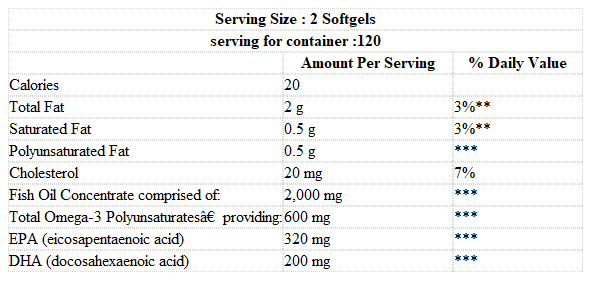 Serving Size : 2 Softgels
serving for container :120
Amount Per Serving % Daily Value
Calories 20
Total Fat 2 g 3%**
Saturated Fat 0.5 g 3%**
Polyunsaturated Fat 0.5 g ***
Cholesterol 20 mg 7%
Fish Oil Concentrate comprised of: 2,000 mg ***
Total Omega-3 Polyunsaturatesâ€ providing: 600 mg ***
EPA (eicosapentaenoic acid) 320 mg ***
DHA (docosahexaenoic acid) 200 mg ***